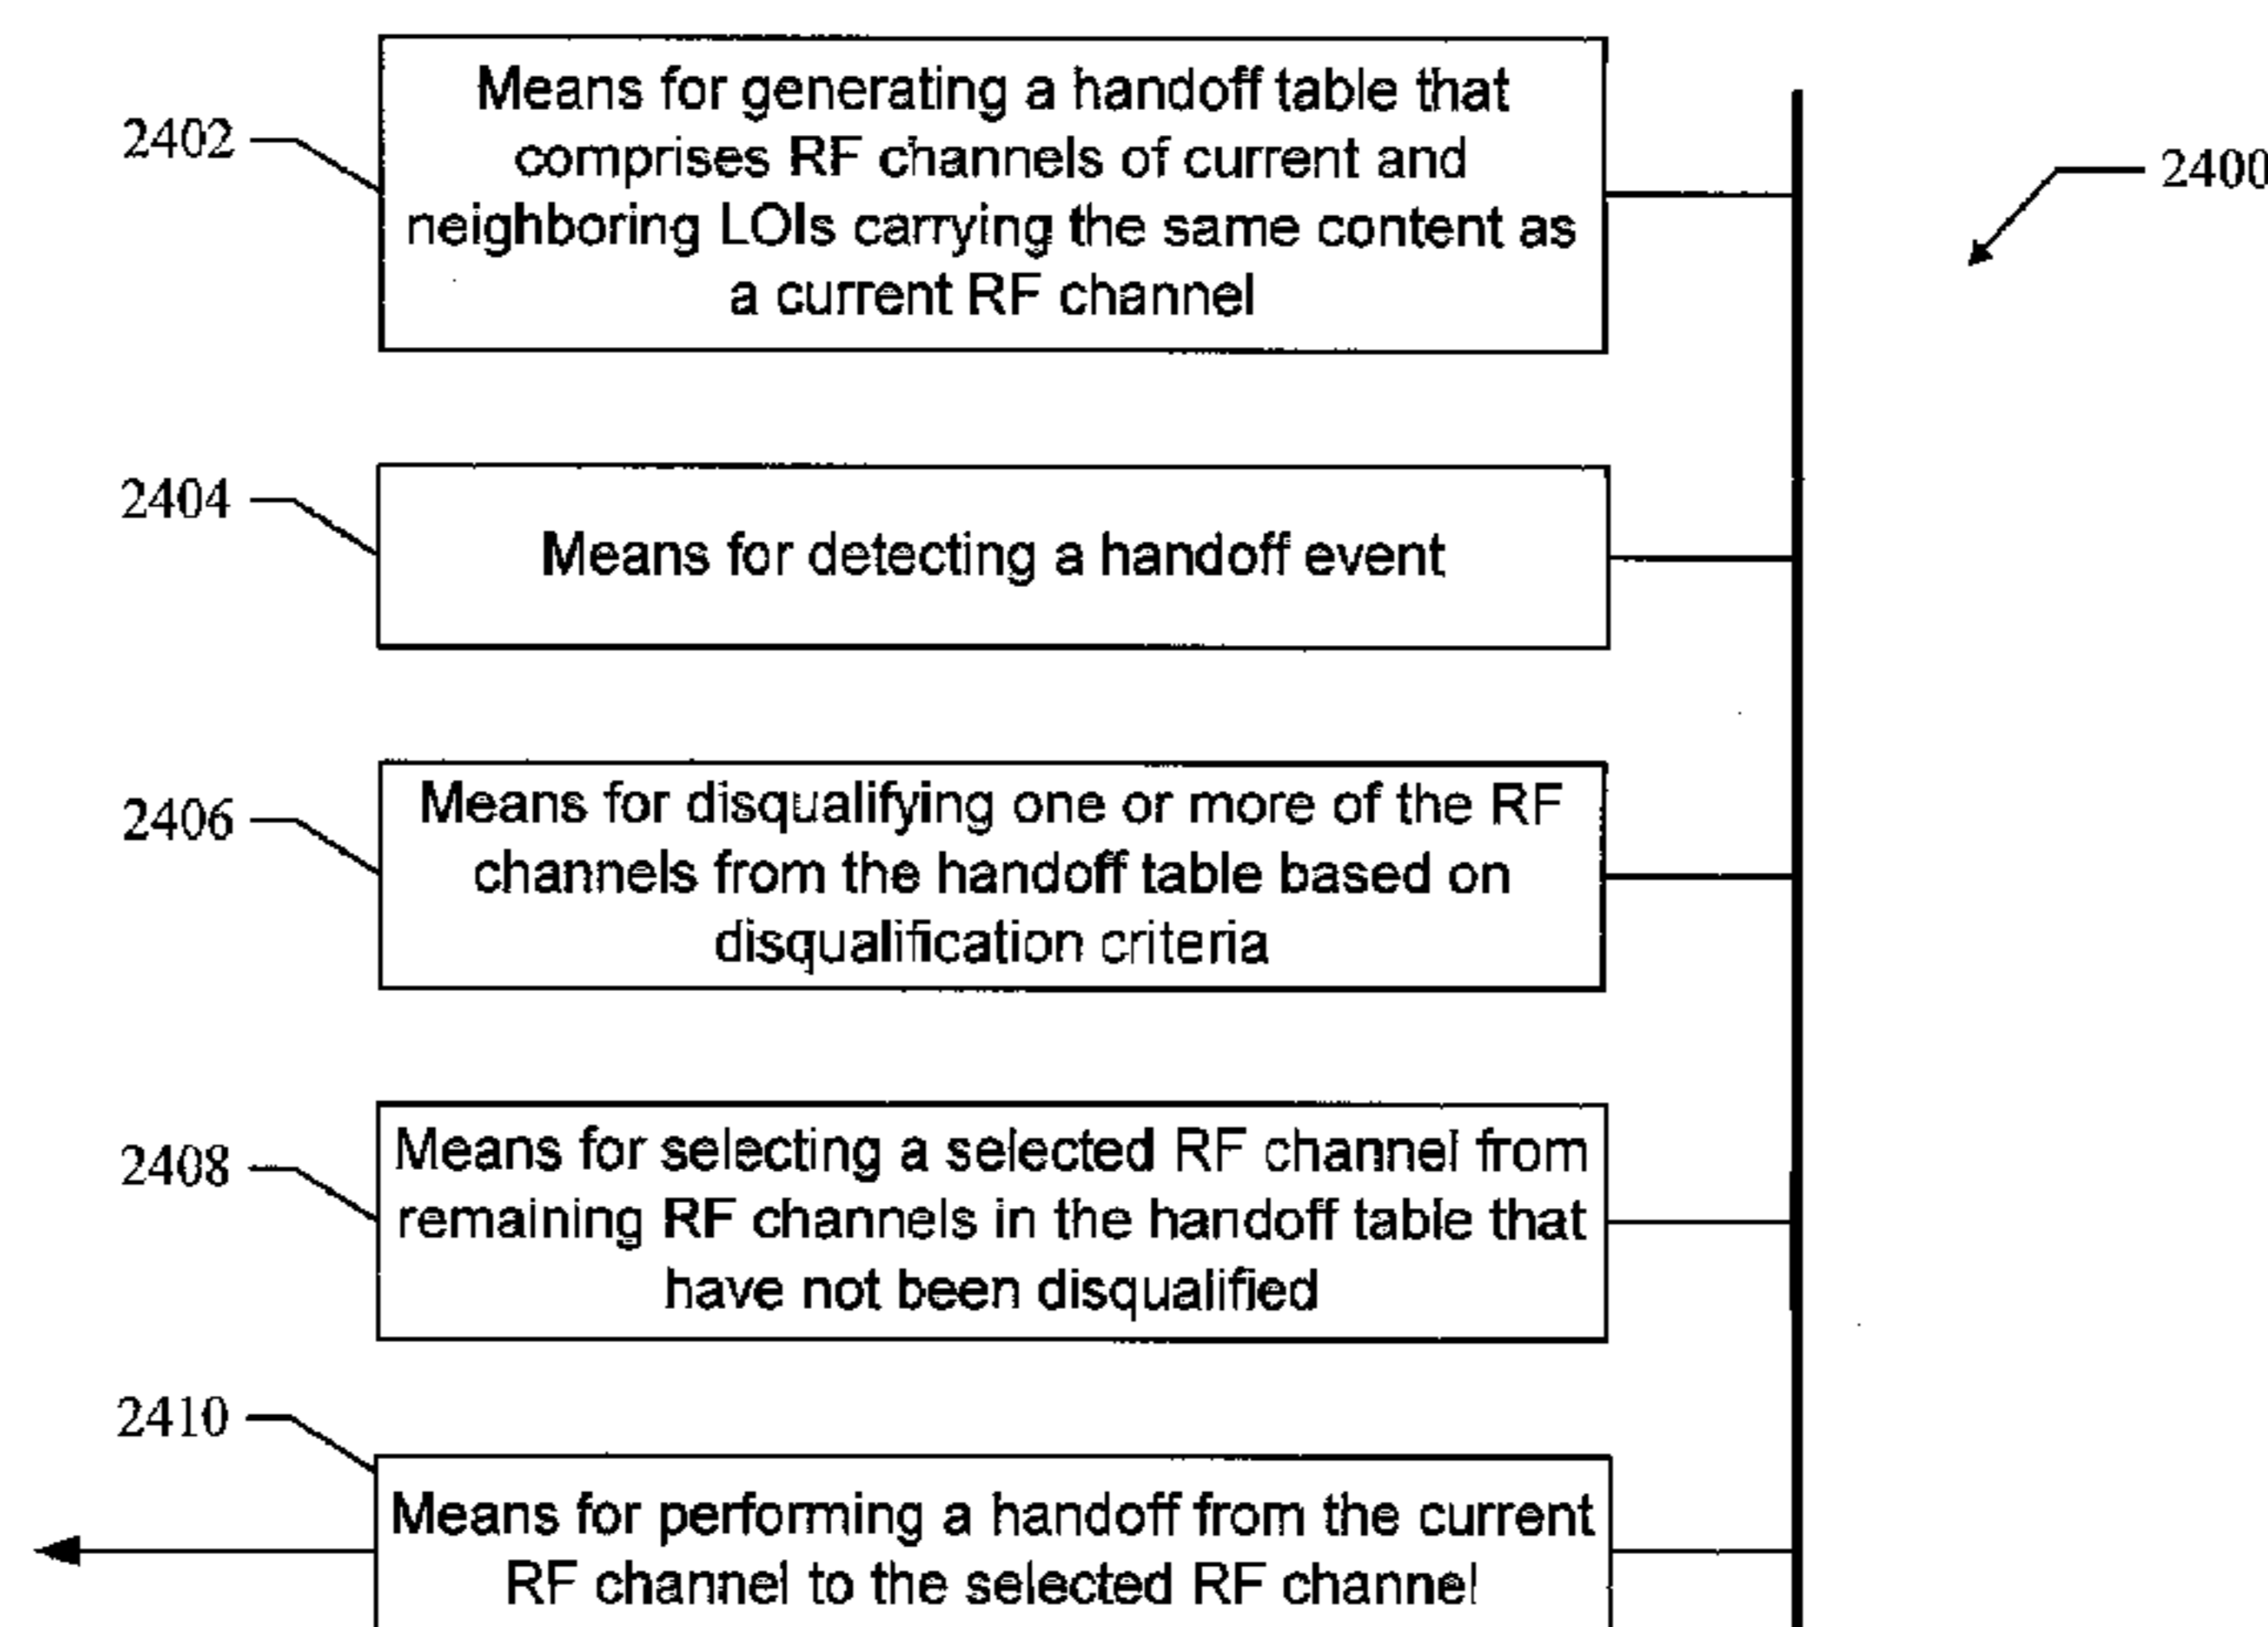 2402
Means for generating a handoff table that
comprises RF channels of current and
neighboring LOIs carrying the same content as
a current RF channel
2400
2404
Means for detecting a handoff event
2406
Means for disqualifying one or more of the RF
channels from the handoff table based on
disqualification criteria
2408
Means for selecting a selected RF channel from
remaining RF channels in the handoff table that
have not been disqualified
2410
Means for performing a handoff from the current
RF channel to the selected RF channel